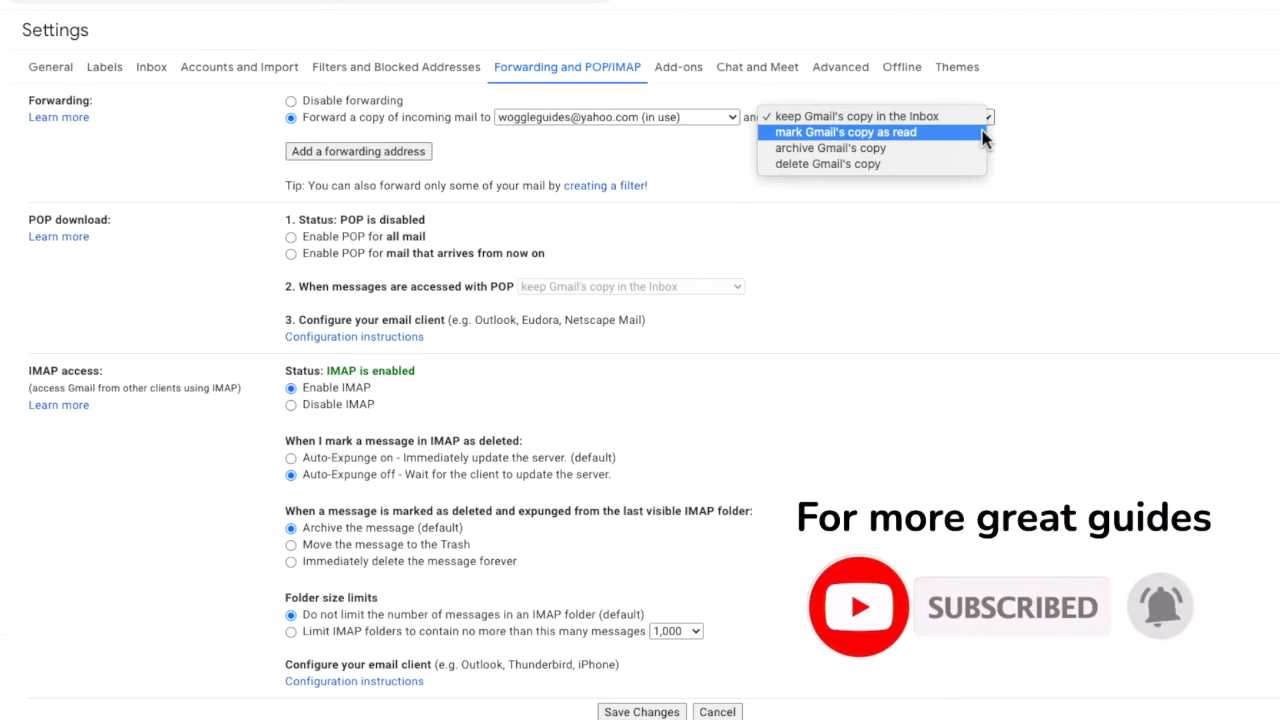 Settings
General Labels Inbox Accounts and Import Filters and Blocked Addresses Forwarding and POP/IMAP Add-ons Chat and Meet Advanced Offline Themes
Forwarding:
Learn more
Disable forwarding
Forward a copy of incoming mail to woggleguides@yahoo.com (in use) an
✓ keep Gmail's copy in the Inbox
mark Gmail's copy as read
archive Gmail's copy
delete Gmail's copy
Add a forwarding address
Tip: You can also forward only some of your mail by creating a filter!
POP download:
Learn more
1. Status: POP is disabled
Enable POP for all mail
Enable POP for mail that arrives from now on
2. When messages are accessed with POP keep Gmail's copy in the Inbox
3. Configure your email client (e.g. Outlook, Eudora, Netscape Mail)
Configuration instructions
IMAP access:
(access Gmail from other clients using IMAP)
Learn more
Status: IMAP is enabled
Enable IMAP
Disable IMAP
When I mark a message in IMAP as deleted:
Auto-Expunge on - Immediately update the server. (default)
Auto-Expunge off - Wait for the client to update the server.
When a message is marked as deleted and expunged from the last visible IMAP folder:
Archive the message (default)
Move the message to the Trash
Immediately delete the message forever
Folder size limits
Do not limit the number of messages in an IMAP folder (default)
Limit IMAP folders to contain no more than this many messages 1,000
Configure your email client (e.g. Outlook, Thunderbird, iPhone)
Configuration instructions
For more great guides
SUBSCRIBED
Save Changes Cancel